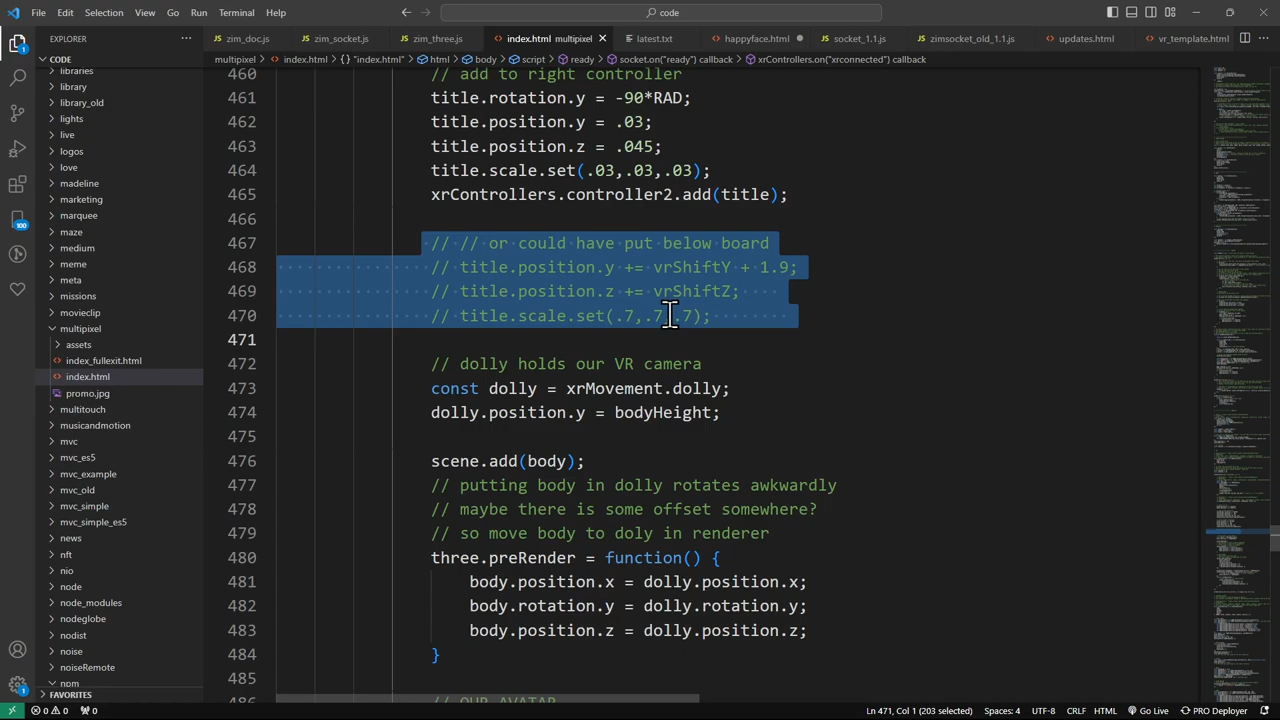 File Edit Selection View Go Run Terminal Help
code
EXPLORER
zim_doc.js
zim_socket.js
zim_three.js
index.html multipixel
latest.txt
happyface.html
socket_1.1.js
zimsocket_old_1.1.js
updates.html
vr_template.html
CODE
multipixel > index.html > {} "index.html" > html > body > script > ready > socket.on("ready") callback > xrControllers.on("xrconnected") callback
libraries
library
library_old
lights
live
logos
love
madeline
marketing
marquee
maze
medium
meme
meta
missions
movieclip
multipixel
assets
index_fullexit.html
index.html
promo.jpg
multitouch
musicandmotion
mvc
mvc_es5
mvc_example
mvc_old
mvc_simple
mvc_simple_es5
news
nft
nio
node
node_modules
nodeglobe
nodist
noise
noiseRemote
npm
FAVORITES
460 // add to right controller
461 title.rotation.y = -90*RAD;
462 title.position.y = .03;
463 title.position.z = .045;
464 title.scale.set(.03,.03,.03);
465 xrControllers.controller2.add(title);
466
467 // // or could have put below board
468 // title.position.y += vrShiftY + 1.9;
469 // title.position.z += vrShiftZ;
470 // title.scale.set(.7,.7,.7)
471
472 // dolly holds our VR camera
473 const dolly = xrMovement.dolly;
474 dolly.position.y = bodyHeight;
475
476 scene.add(body);
477 // putting body in dolly rotates awkwardly
478 // maybe there is some offset somewhere?
479 // so move body to doly in renderer
480 three.preRender = function() {
481 body.position.x = dolly.position.x;
482 body.rotation.y = dolly.rotation.y;
483 body.position.z = dolly.position.z;
484 }
485
486 // OUR AVATAR
1
100
0 0 0
Ln 471, Col 1 (203 selected) Spaces: 4 UTF-8 CRLF HTML Go Live PRO Deployer